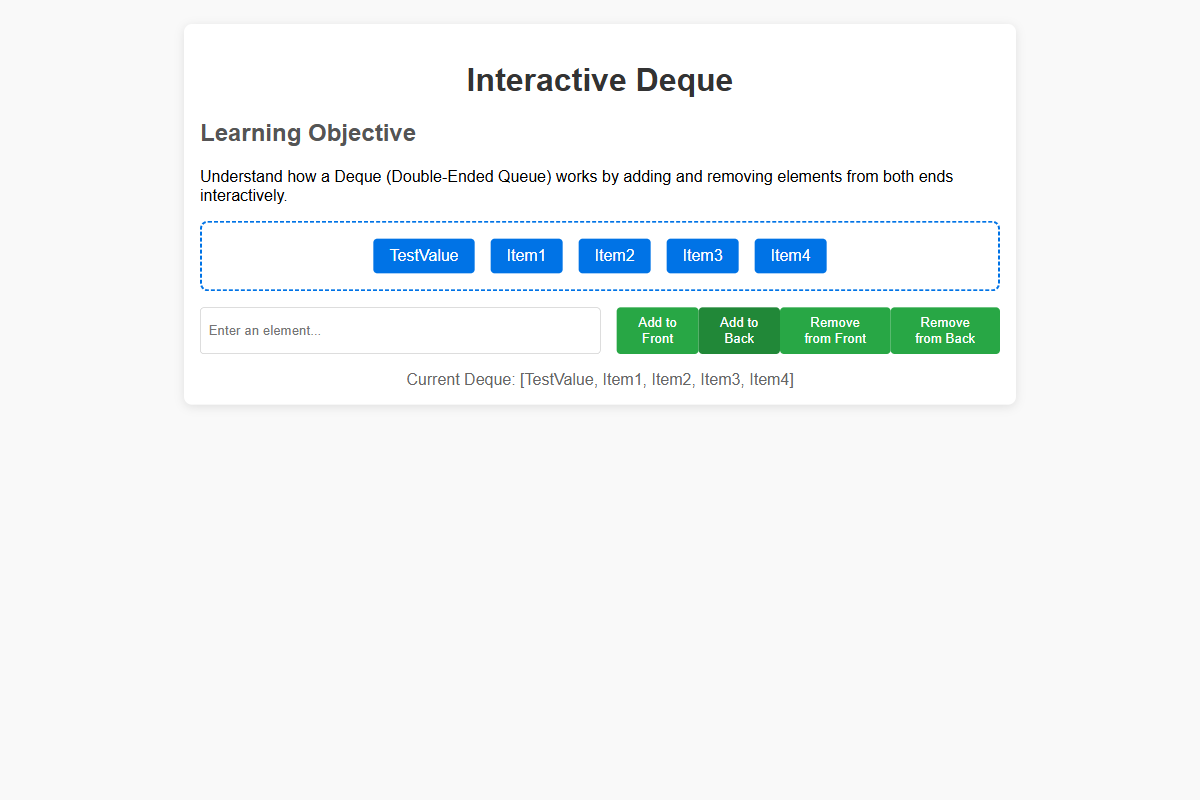 Interactive Deque
Learning Objective
Understand how a Deque (Double-Ended Queue) works by adding and removing elements from both ends
interactively.
TestValue Item1 Item2 Item3 Item4
Enter an element...
Add to
Front
Add to
Back
Remove
from Front
Remove
from Back
Current Deque: [TestValue, Item1, Item2, Item3, Item4]